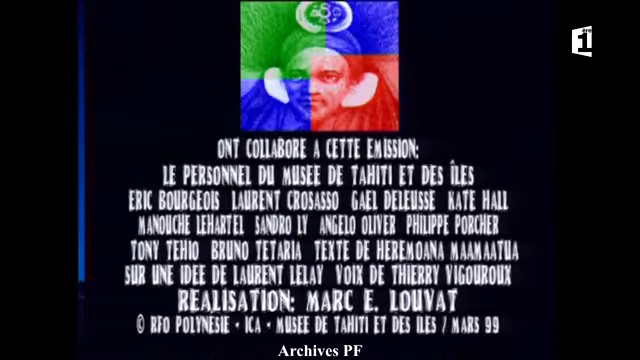 1ère
ONT COLLABORE A CETTE EMISSION:
LE PERSONNEL DU MUSEE DE TAHITI ET DES ÎLES
ERIC BOURGEOIS LAURENT CROSASSO GAEL DELEUSSE KATE HALL
MANOUCHE LEHARTEL SANDRO LY ANGELO OLIVER PHILIPPE PORCHER
TONY TEHIO BRUNO TETARIA TEXTE DE HEREMOANA MAAMAATUA
SUR UNE IDEE DE LAURENT LELAY VOIX DE THIERRY VIGOUROUX
REALISATION: MARC E. LOUVAT
© RFO POLYNESIE - ICA - MUSEE DE TAHITI ET DES ILES / MARS 99
Archives PF